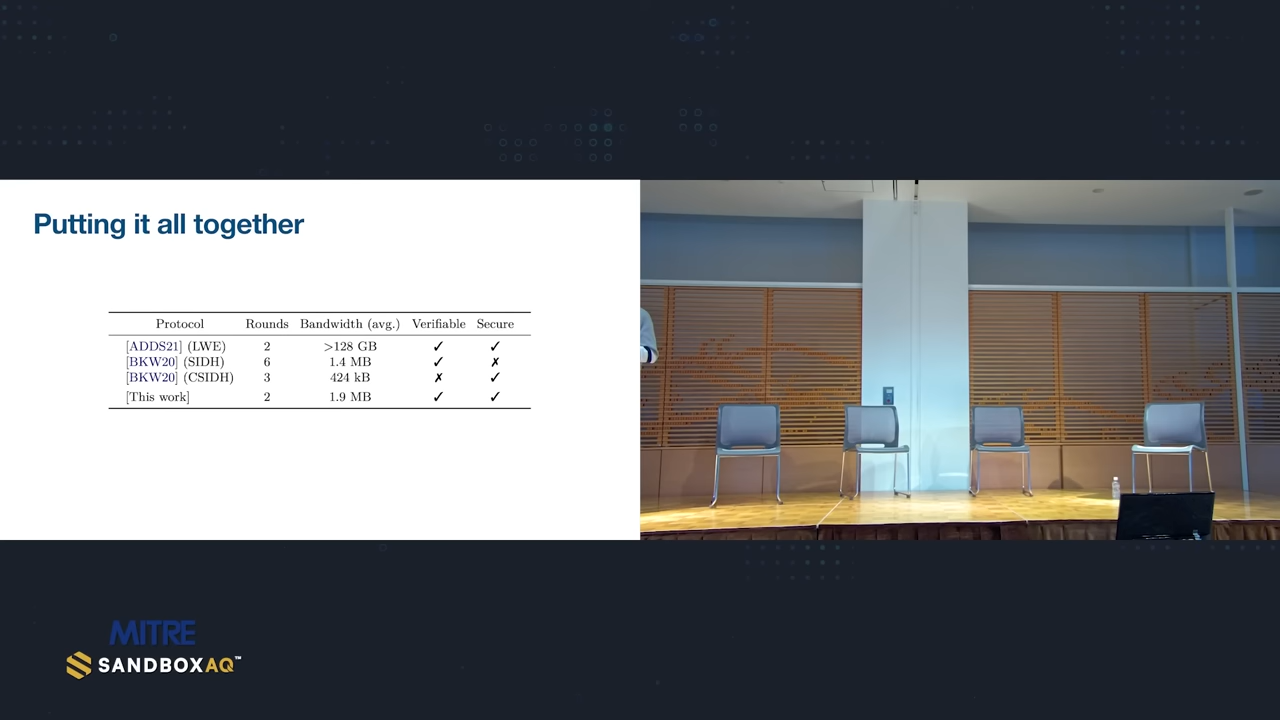 Putting it all together
Protocol Rounds Bandwidth (avg.) Verifiable Secure
[ADDS21] (LWE) 2 >128 GB ✓ ✓
[BKW20] (SIDH) 6 1.4 MB ✓ ✗
[BKW20] (CSIDH) 3 424 kB ✗ ✓
[This work] 2 1.9 MB ✓ ✓
MITRE
SANDBOXAQ™